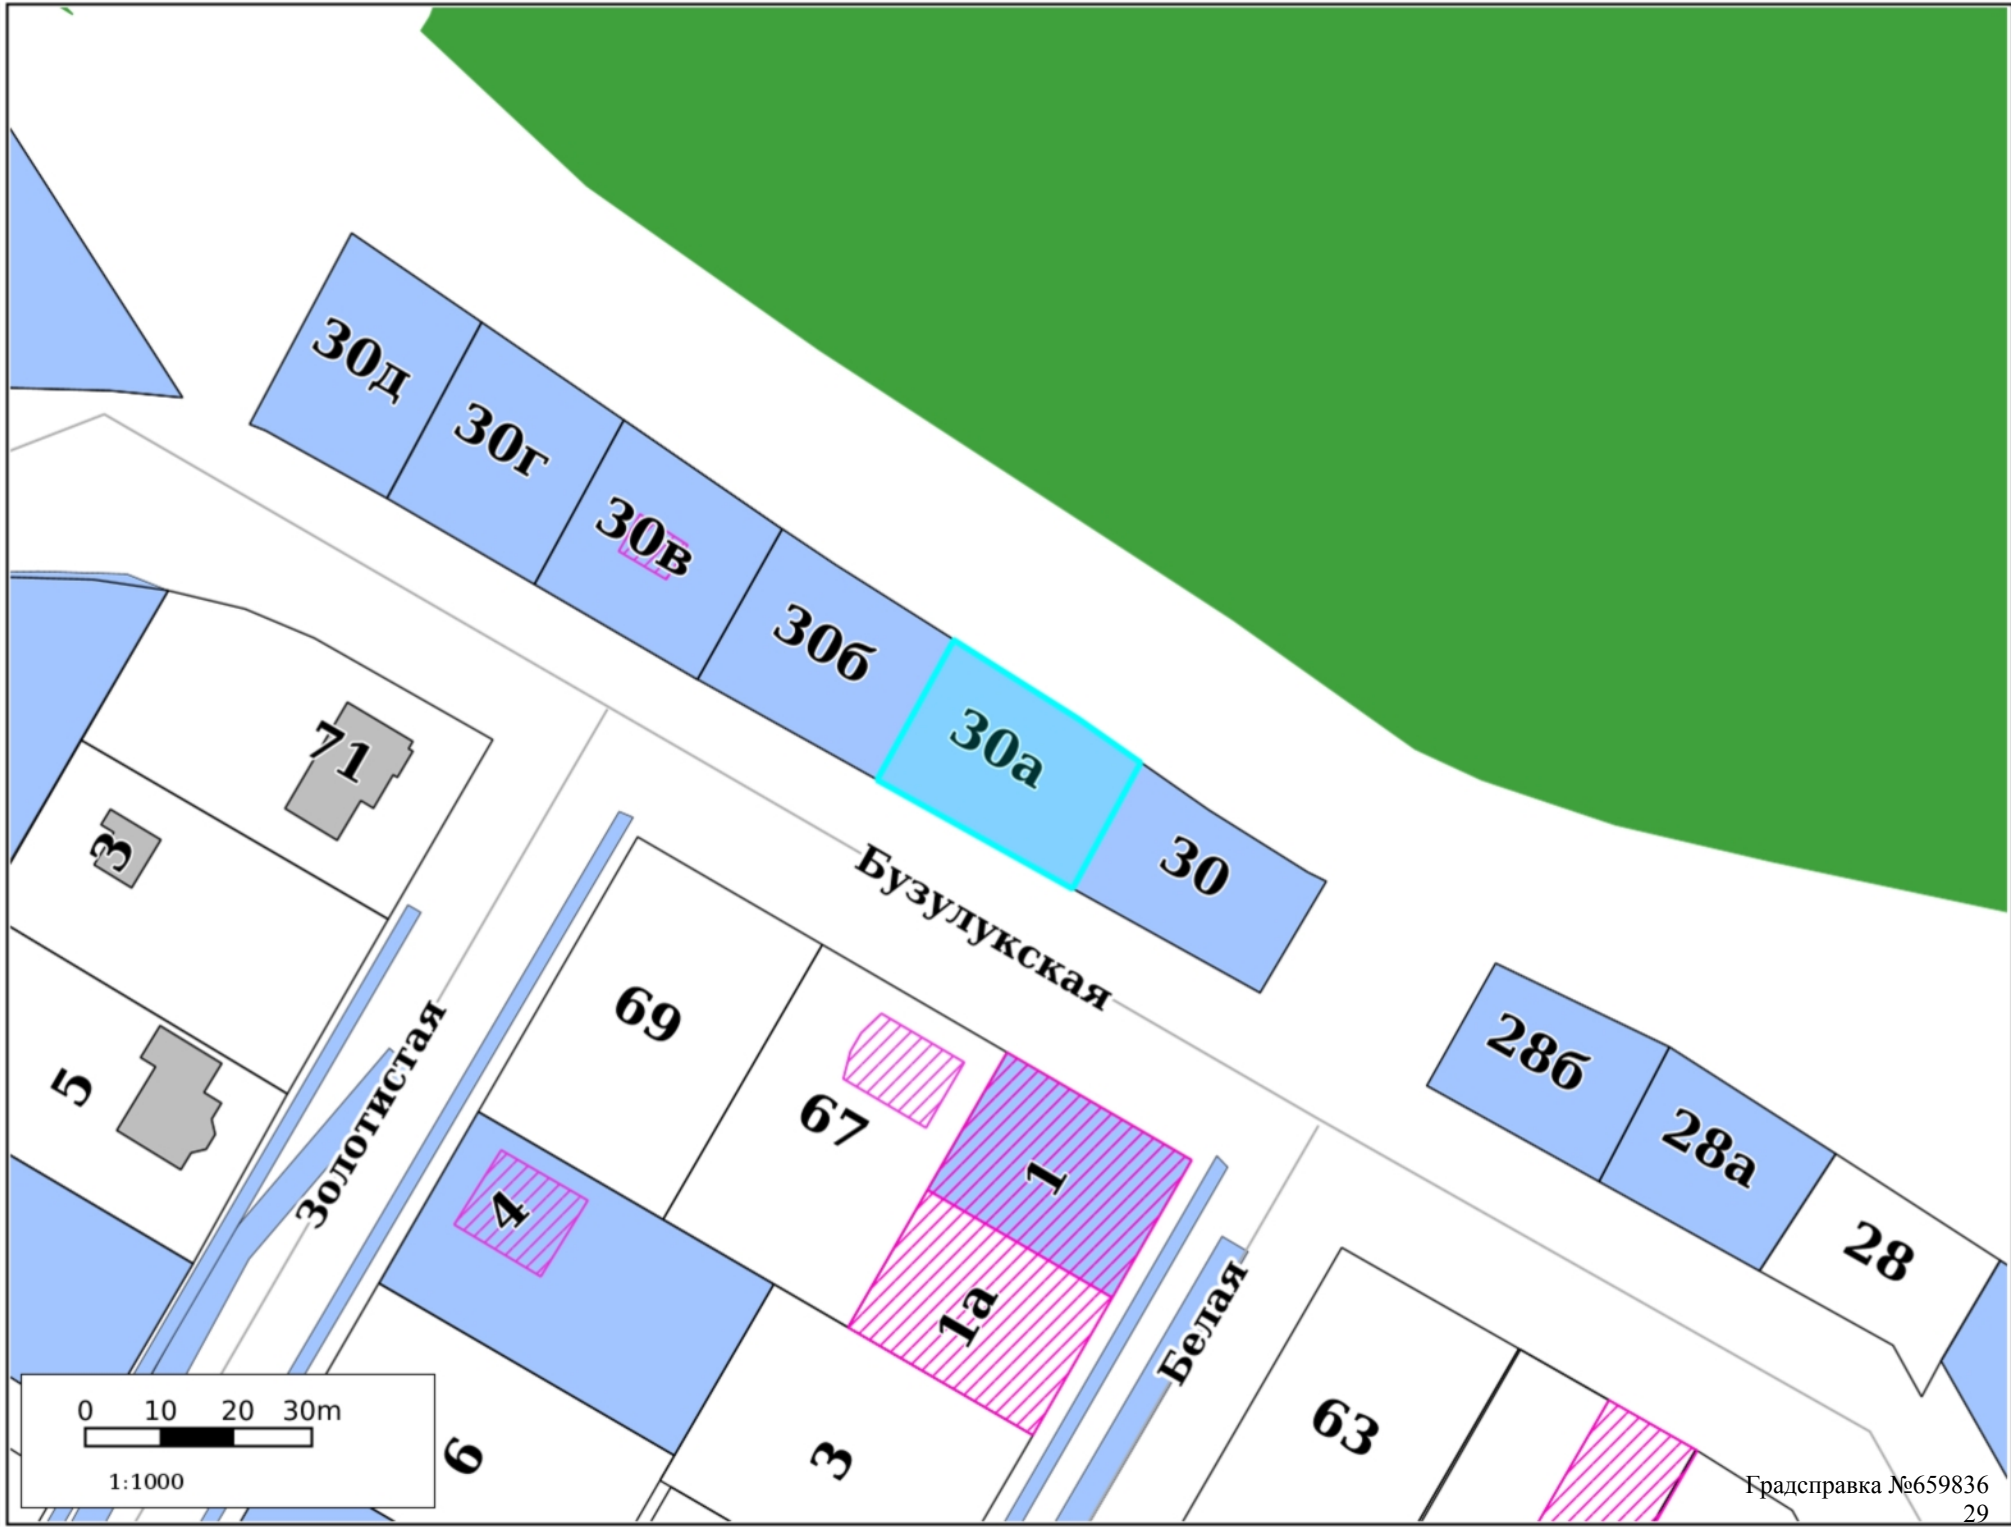 30д
30г
30в
30б
30а
30
71
3
5
Бузулукская
69
67
28б
28а
28
Золотистая
4
1
1а
Белая
63
6
3
0 10 20 30m
1:1000
Градсправка №659836
29